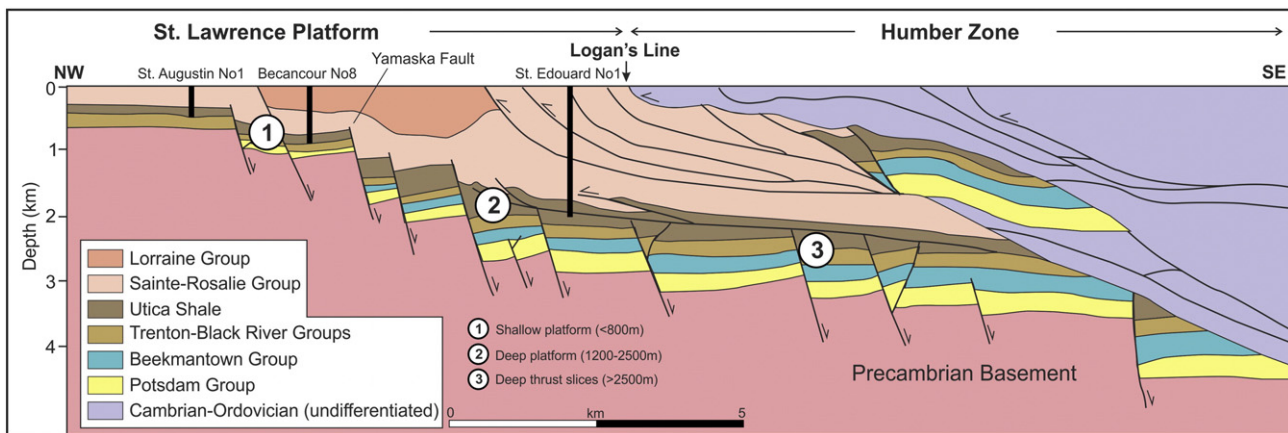 St. Lawrence Platform
Humber Zone
Logan's Line
Yamaska Fault
NW
St. Augustin No1
Becancour No8
St. Edouard No1
SE
0
1
2
3
4
Depth (km)
1
2
3
Lorraine Group
Sainte-Rosalie Group
Utica Shale
Trenton-Black River Groups
Beekmantown Group
Potsdam Group
Cambrian-Ordovician (undifferentiated)
1 Shallow platform (<800m)
2 Deep platform (1200-2500m)
3 Deep thrust slices (>2500m)
Precambrian Basement
0 km 5